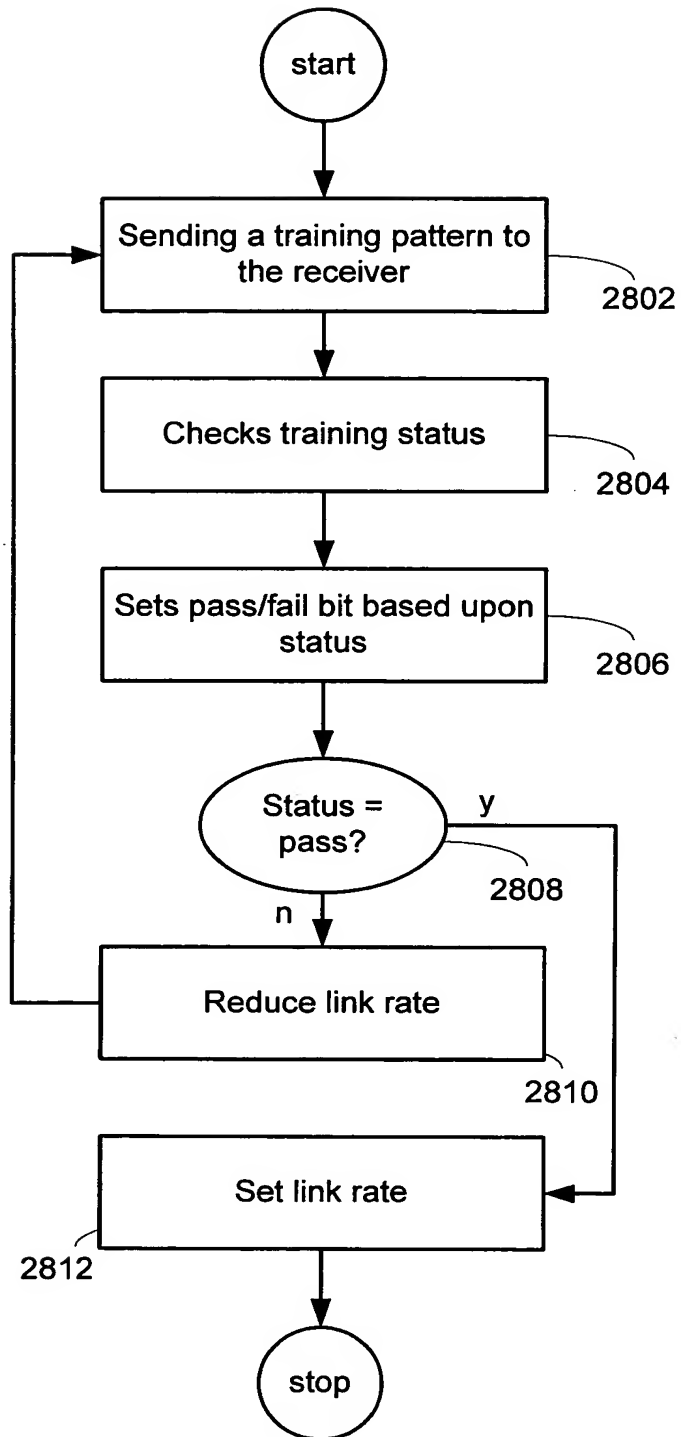 start
Sending a training pattern to
the receiver
2802
Checks training status
2804
Sets pass/fail bit based upon
status
2806
Status =
pass?
y
2808
n
Reduce link rate
2810
Set link rate
2812
stop